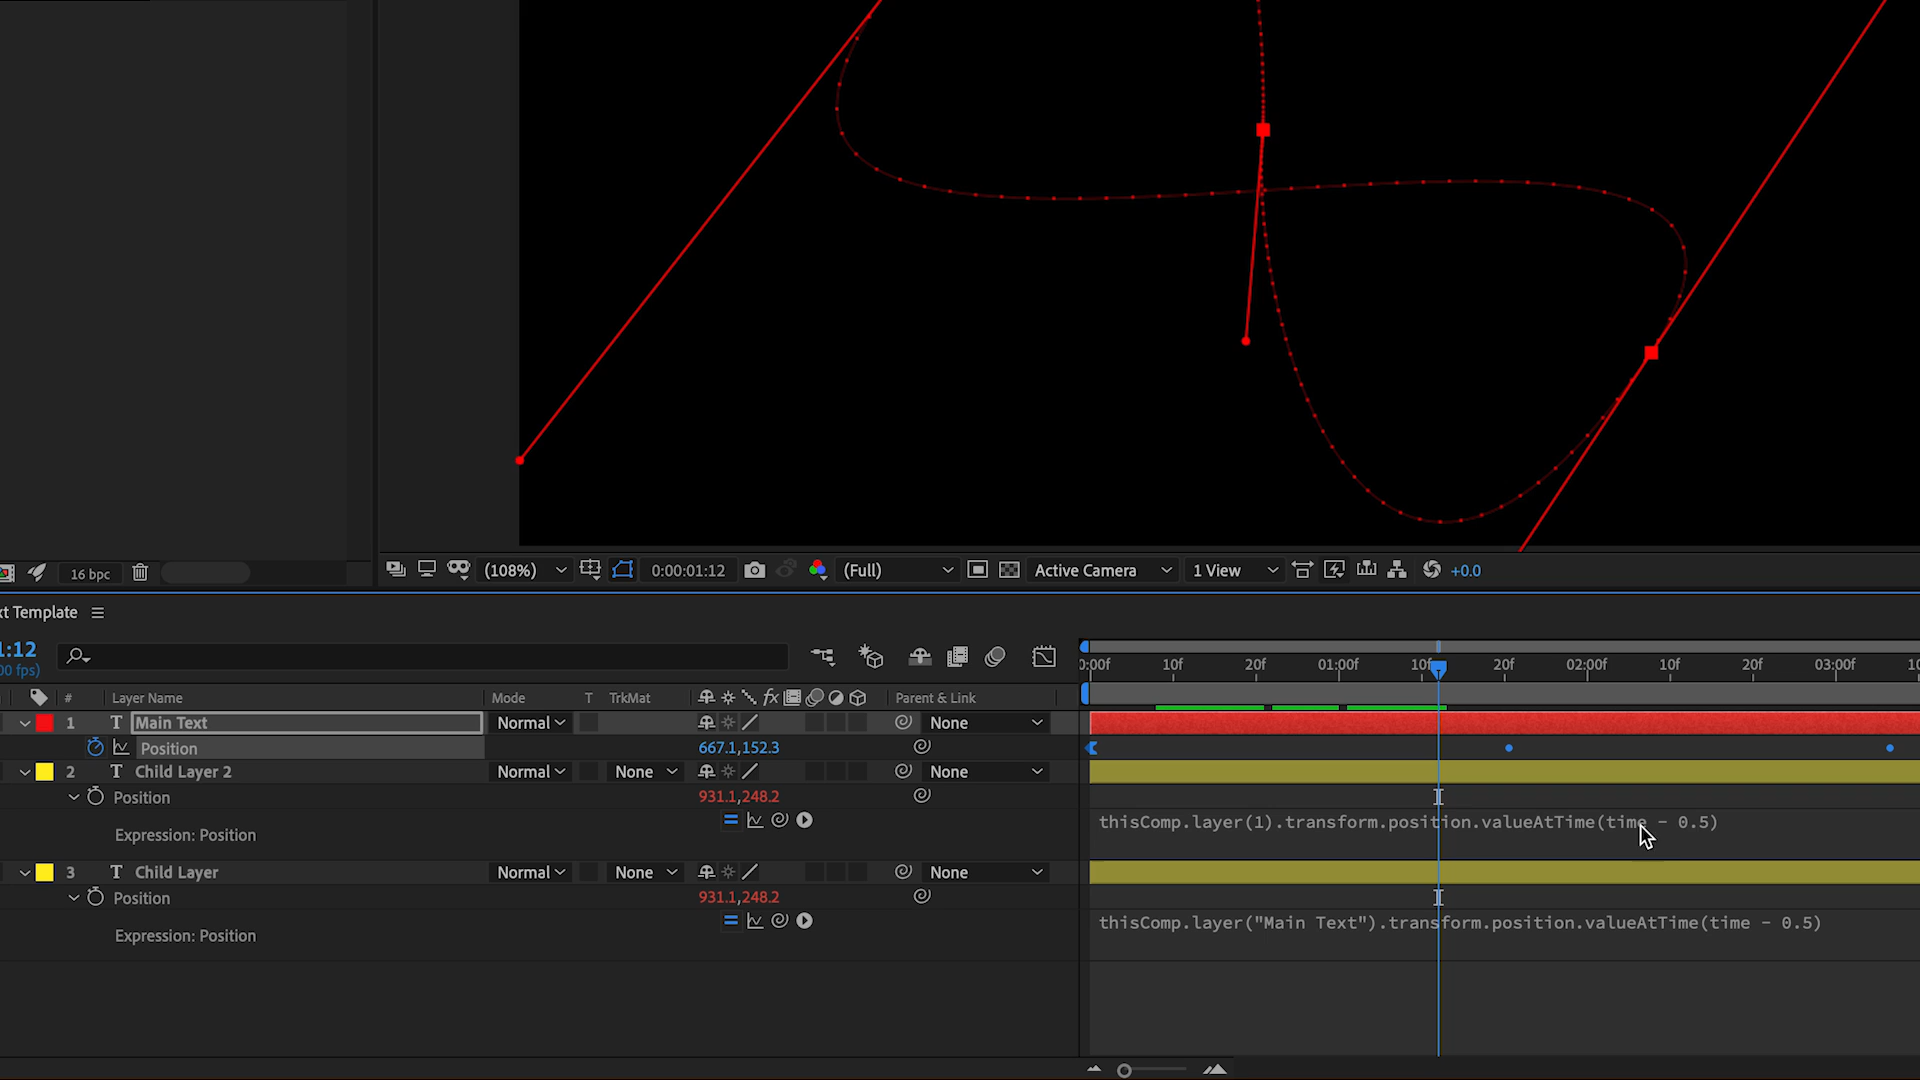 16 bpc
(108%)
0:00:01:12
(Full)
Active Camera
1 View
+0.0
xt Template
1:12
00 fps)
:00f 10f 20f 01:00f 10f 20f 02:00f 10f 20f 03:00f 10
# Layer Name Mode T TrkMat fx Parent & Link
1 T Main Text Normal None
Position 667.1,152.3
2 T Child Layer 2 Normal None None
Position 931.1,248.2
Expression: Position
thisComp.layer(1).transform.position.valueAtTime(time - 0.5)
3 T Child Layer Normal None None
Position 931.1,248.2
Expression: Position
thisComp.layer("Main Text").transform.position.valueAtTime(time - 0.5)